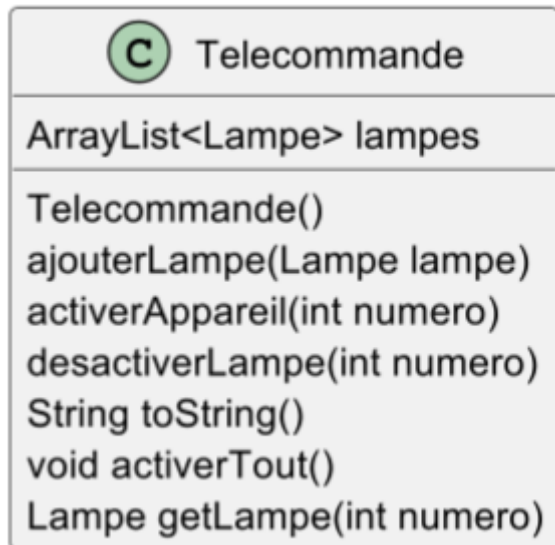 C Telecommande
ArrayList<Lampe> lampes
Telecommande()
ajouterLampe(Lampe lampe)
activerAppareil(int numero)
desactiverLampe(int numero)
String toString()
void activerTout()
Lampe getLampe(int numero)